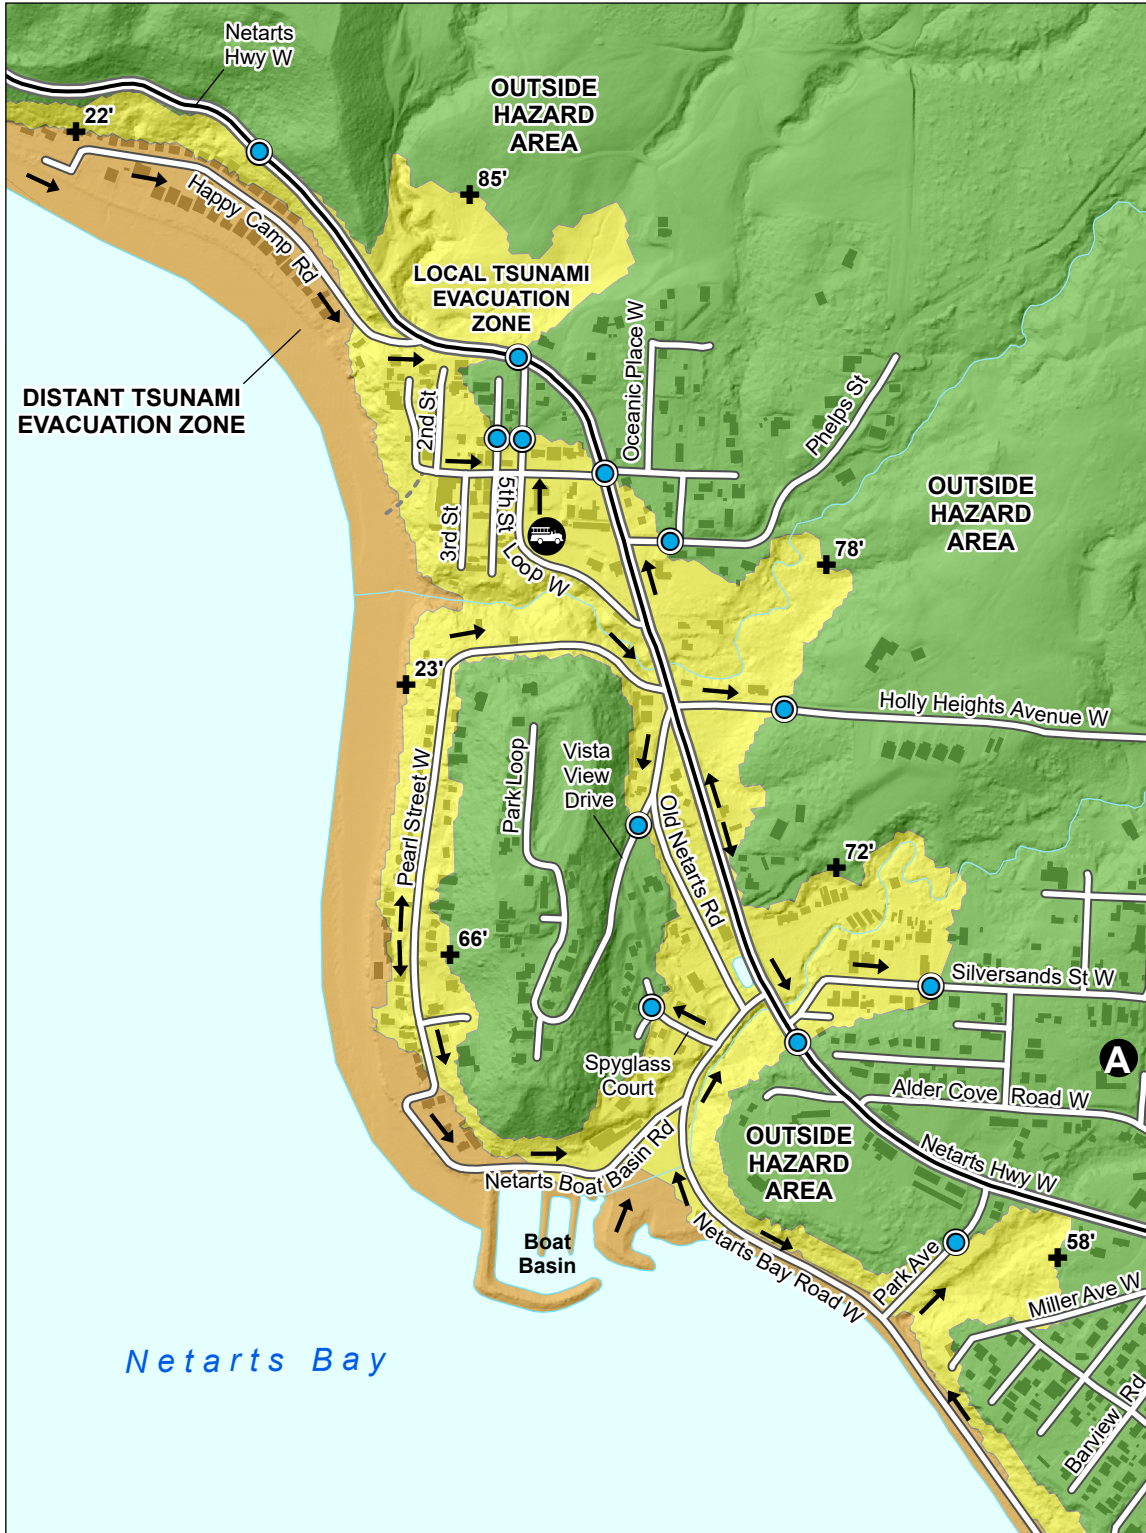 Netarts
Hwy W
OUTSIDE
HAZARD
AREA
22'
85'
Happy Camp Rd
LOCAL TSUNAMI
EVACUATION
ZONE
DISTANT TSUNAMI
EVACUATION ZONE
Oceanic Place W
Phelps St
2nd St
3rd St
5th St
Loop W
OUTSIDE
HAZARD
AREA
78'
23'
Holly Heights Avenue W
Pearl Street W
Park Loop
Vista
View
Drive
Old Netarts Rd
72'
66'
Silversands St W
Spyglass
Court
A
Alder Cove Road W
OUTSIDE
HAZARD
AREA
Netarts Hwy W
Netarts Boat Basin Rd
Boat
Basin
Netarts Bay Road W
Park Ave
58'
Miller Ave W
Barview Rd
Netarts Bay